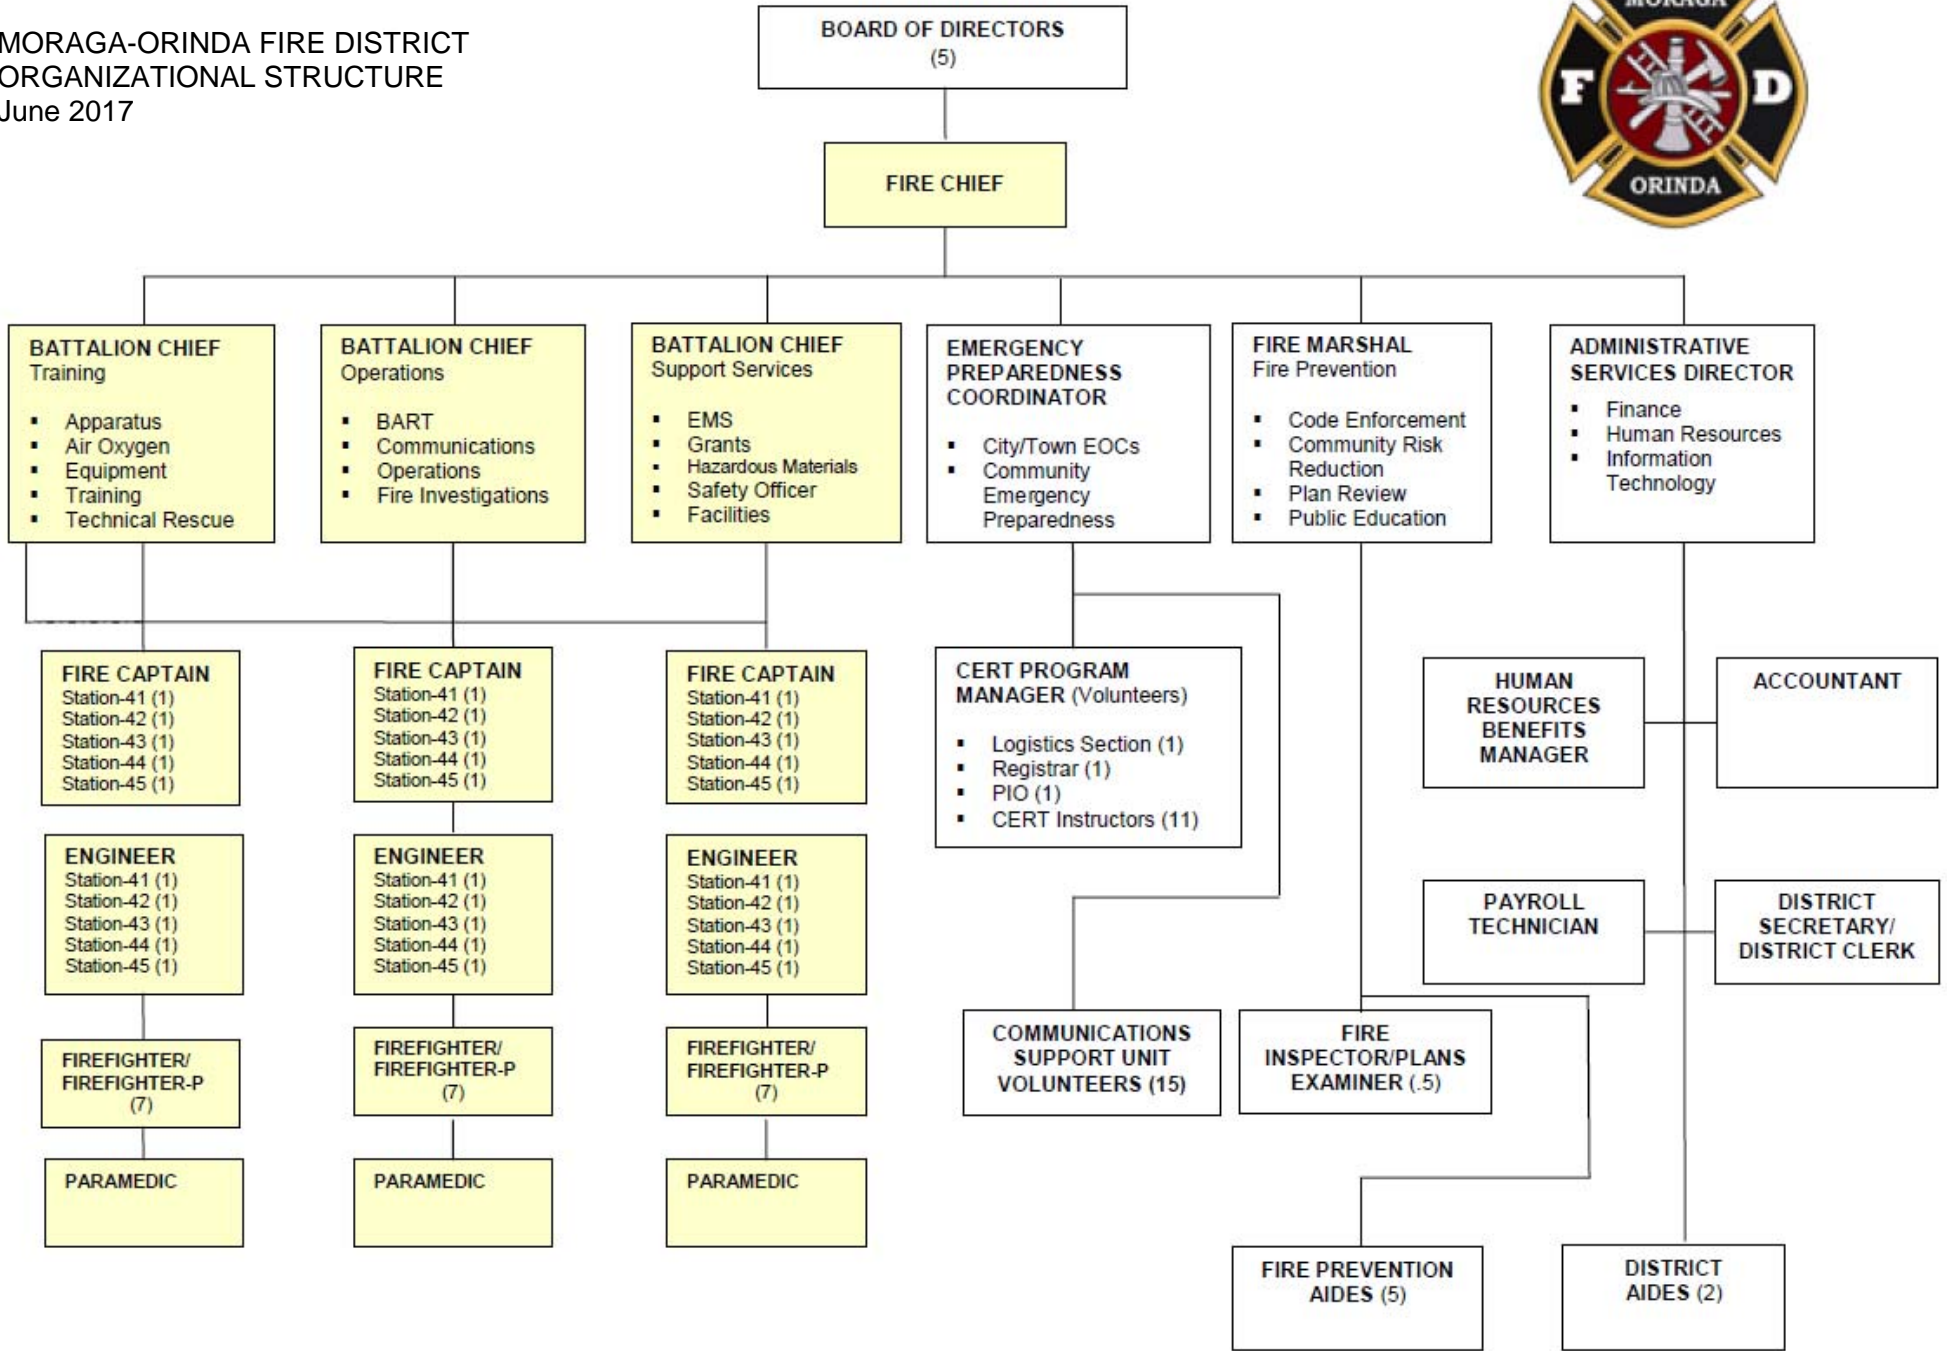 MORAGA-ORINDA FIRE DISTRICT
ORGANIZATIONAL STRUCTURE
June 2017
BOARD OF DIRECTORS
(5)
MORAGA
F D
ORINDA
FIRE CHIEF
BATTALION CHIEF
Training
▪ Apparatus
▪ Air Oxygen
▪ Equipment
▪ Training
▪ Technical Rescue
BATTALION CHIEF
Operations
▪ BART
▪ Communications
▪ Operations
▪ Fire Investigations
BATTALION CHIEF
Support Services
▪ EMS
▪ Grants
▪ Hazardous Materials
▪ Safety Officer
▪ Facilities
EMERGENCY
PREPAREDNESS
COORDINATOR
▪ City/Town EOCs
▪ Community
Emergency
Preparedness
FIRE MARSHAL
Fire Prevention
▪ Code Enforcement
▪ Community Risk
Reduction
▪ Plan Review
▪ Public Education
ADMINISTRATIVE
SERVICES DIRECTOR
▪ Finance
▪ Human Resources
▪ Information
Technology
FIRE CAPTAIN
Station-41 (1)
Station-42 (1)
Station-43 (1)
Station-44 (1)
Station-45 (1)
FIRE CAPTAIN
Station-41 (1)
Station-42 (1)
Station-43 (1)
Station-44 (1)
Station-45 (1)
FIRE CAPTAIN
Station-41 (1)
Station-42 (1)
Station-43 (1)
Station-44 (1)
Station-45 (1)
CERT PROGRAM
MANAGER (Volunteers)
▪ Logistics Section (1)
▪ Registrar (1)
▪ PIO (1)
▪ CERT Instructors (11)
HUMAN
RESOURCES
BENEFITS
MANAGER
ACCOUNTANT
ENGINEER
Station-41 (1)
Station-42 (1)
Station-43 (1)
Station-44 (1)
Station-45 (1)
ENGINEER
Station-41 (1)
Station-42 (1)
Station-43 (1)
Station-44 (1)
Station-45 (1)
ENGINEER
Station-41 (1)
Station-42 (1)
Station-43 (1)
Station-44 (1)
Station-45 (1)
PAYROLL
TECHNICIAN
DISTRICT
SECRETARY/
DISTRICT CLERK
FIREFIGHTER/
FIREFIGHTER-P
(7)
FIREFIGHTER/
FIREFIGHTER-P
(7)
FIREFIGHTER/
FIREFIGHTER-P
(7)
COMMUNICATIONS
SUPPORT UNIT
VOLUNTEERS (15)
FIRE
INSPECTOR/PLANS
EXAMINER (.5)
PARAMEDIC
PARAMEDIC
PARAMEDIC
FIRE PREVENTION
AIDES (5)
DISTRICT
AIDES (2)